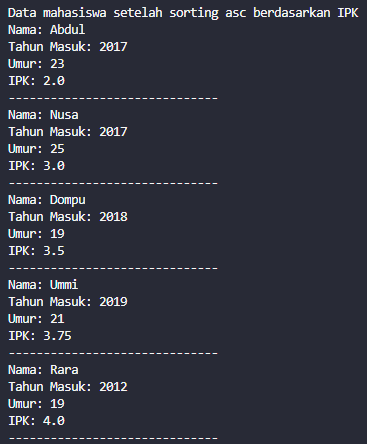 Data mahasiswa setelah sorting asc berdasarkan IPK
Nama: Abdul
Tahun Masuk: 2017
Umur: 23
IPK: 2.0
------------------------------
Nama: Nusa
Tahun Masuk: 2017
Umur: 25
IPK: 3.0
------------------------------
Nama: Dompu
Tahun Masuk: 2018
Umur: 19
IPK: 3.5
------------------------------
Nama: Ummi
Tahun Masuk: 2019
Umur: 21
IPK: 3.75
------------------------------
Nama: Rara
Tahun Masuk: 2012
Umur: 19
IPK: 4.0
------------------------------